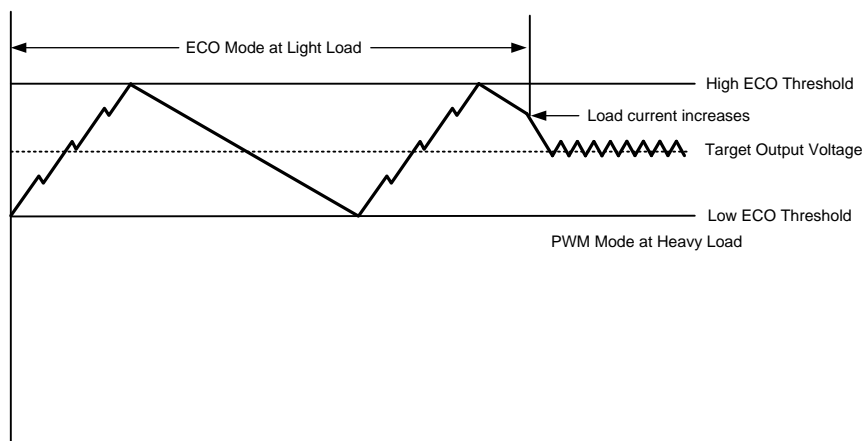 ECO Mode at Light Load
High ECO Threshold
Load current increases
Target Output Voltage
Low ECO Threshold
PWM Mode at Heavy Load